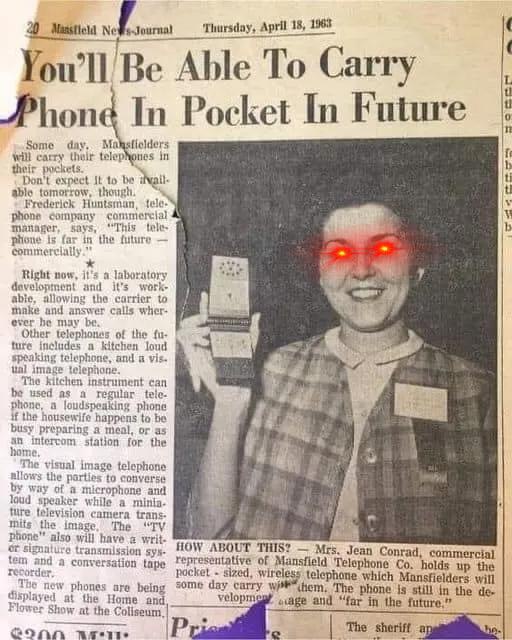 20 Mansfield News-Journal Thursday, April 18, 1963
You'll Be Able To Carry
Phone In Pocket In Future
Some day, Mansfielders
will carry their telephones in
their pockets.
Don't expect it to be avail-
able tomorrow, though.
Frederick Huntsman, tele-
phone company commercial
manager, says, "This tele-
phone is far in the future —
commercially."
★
Right now, it's a laboratory
development and it's work-
able, allowing the carrier to
make and answer calls wher-
ever he may be.
Other telephones of the fu-
ture includes a kitchen loud
speaking telephone, and a vis-
ual image telephone.
The kitchen instrument can
be used as a regular tele-
phone, a loudspeaking phone
if the housewife happens to be
busy preparing a meal, or as
an intercom station for the
home.
The visual image telephone
allows the parties to converse
by way of a microphone and
loud speaker while a minia-
ture television camera trans-
mits the image. The "TV
phone" also will have a writ-
er signature transmission sys-
tem and a conversation tape
recorder.
The new phones are being
displayed at the Home and
Flower Show at the Coliseum.
HOW ABOUT THIS? — Mrs. Jean Conrad, commercial
representative of Mansfield Telephone Co. holds up the
pocket - sized, wireless telephone which Mansfielders will
some day carry with them. The phone is still in the de-
velopment stage and "far in the future."
The sheriff